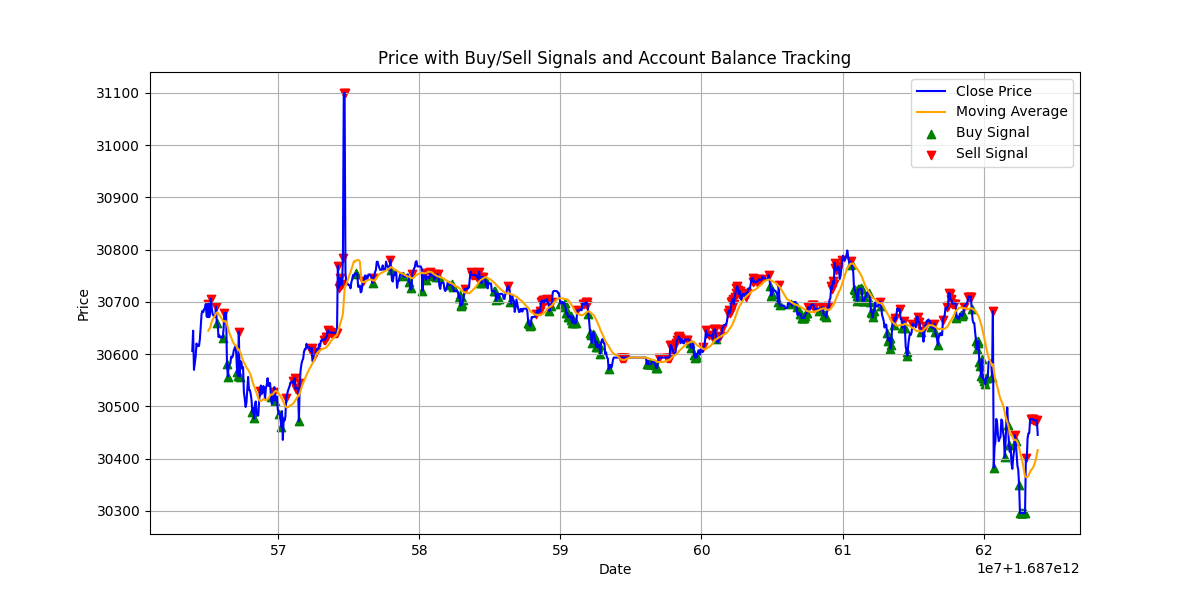 Price with Buy/Sell Signals and Account Balance Tracking
Close Price
Moving Average
Buy Signal
Sell Signal
31100
31000
30900
30800
30700
30600
30500
30400
30300
Price
57 58 59 60 61 62
Date
1e7+1.687e12